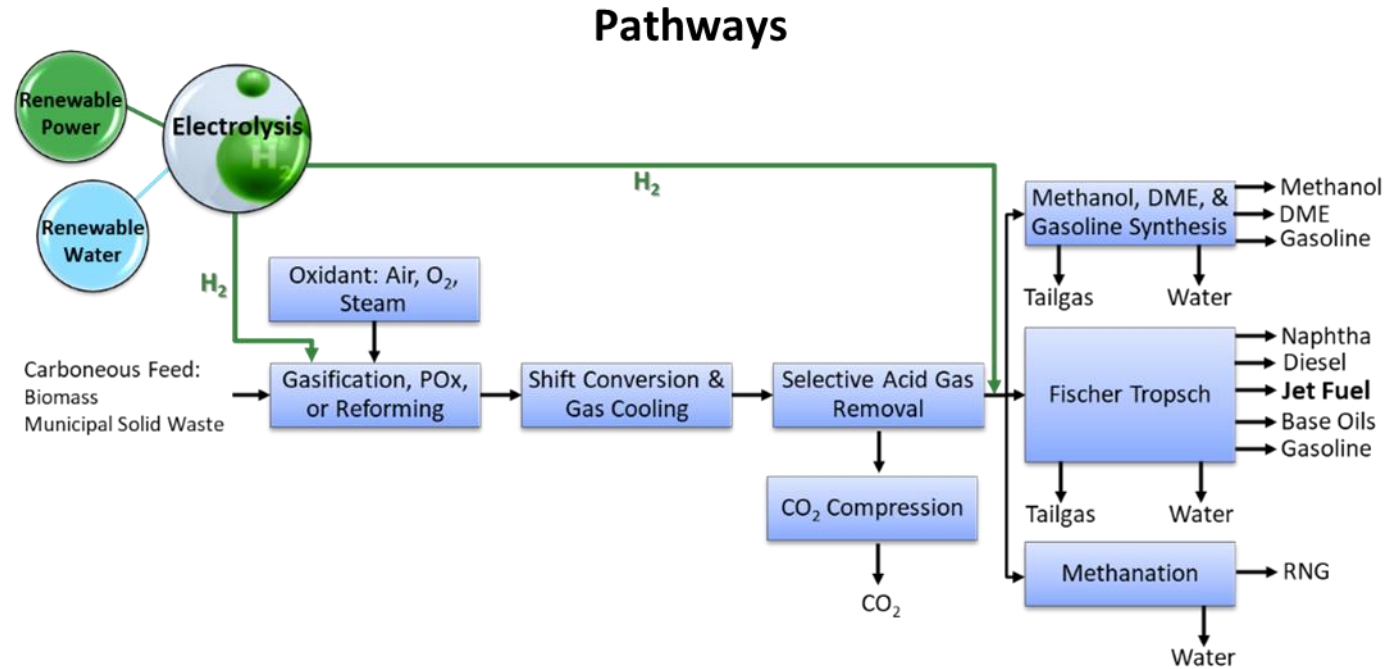 Pathways
Renewable
Power
Electrolysis
H2
Renewable
Water
H₂
H₂
Oxidant: Air, O₂,
Steam
Carboneous Feed:
Biomass
Municipal Solid Waste
Gasification, POx,
or Reforming
Shift Conversion &
Gas Cooling
Selective Acid Gas
Removal
CO₂ Compression
CO₂
Methanol, DME, &
Gasoline Synthesis
Methanol
DME
Gasoline
Tailgas
Water
Fischer Tropsch
Naphtha
Diesel
Jet Fuel
Base Oils
Gasoline
Tailgas
Water
Methanation
RNG
Water